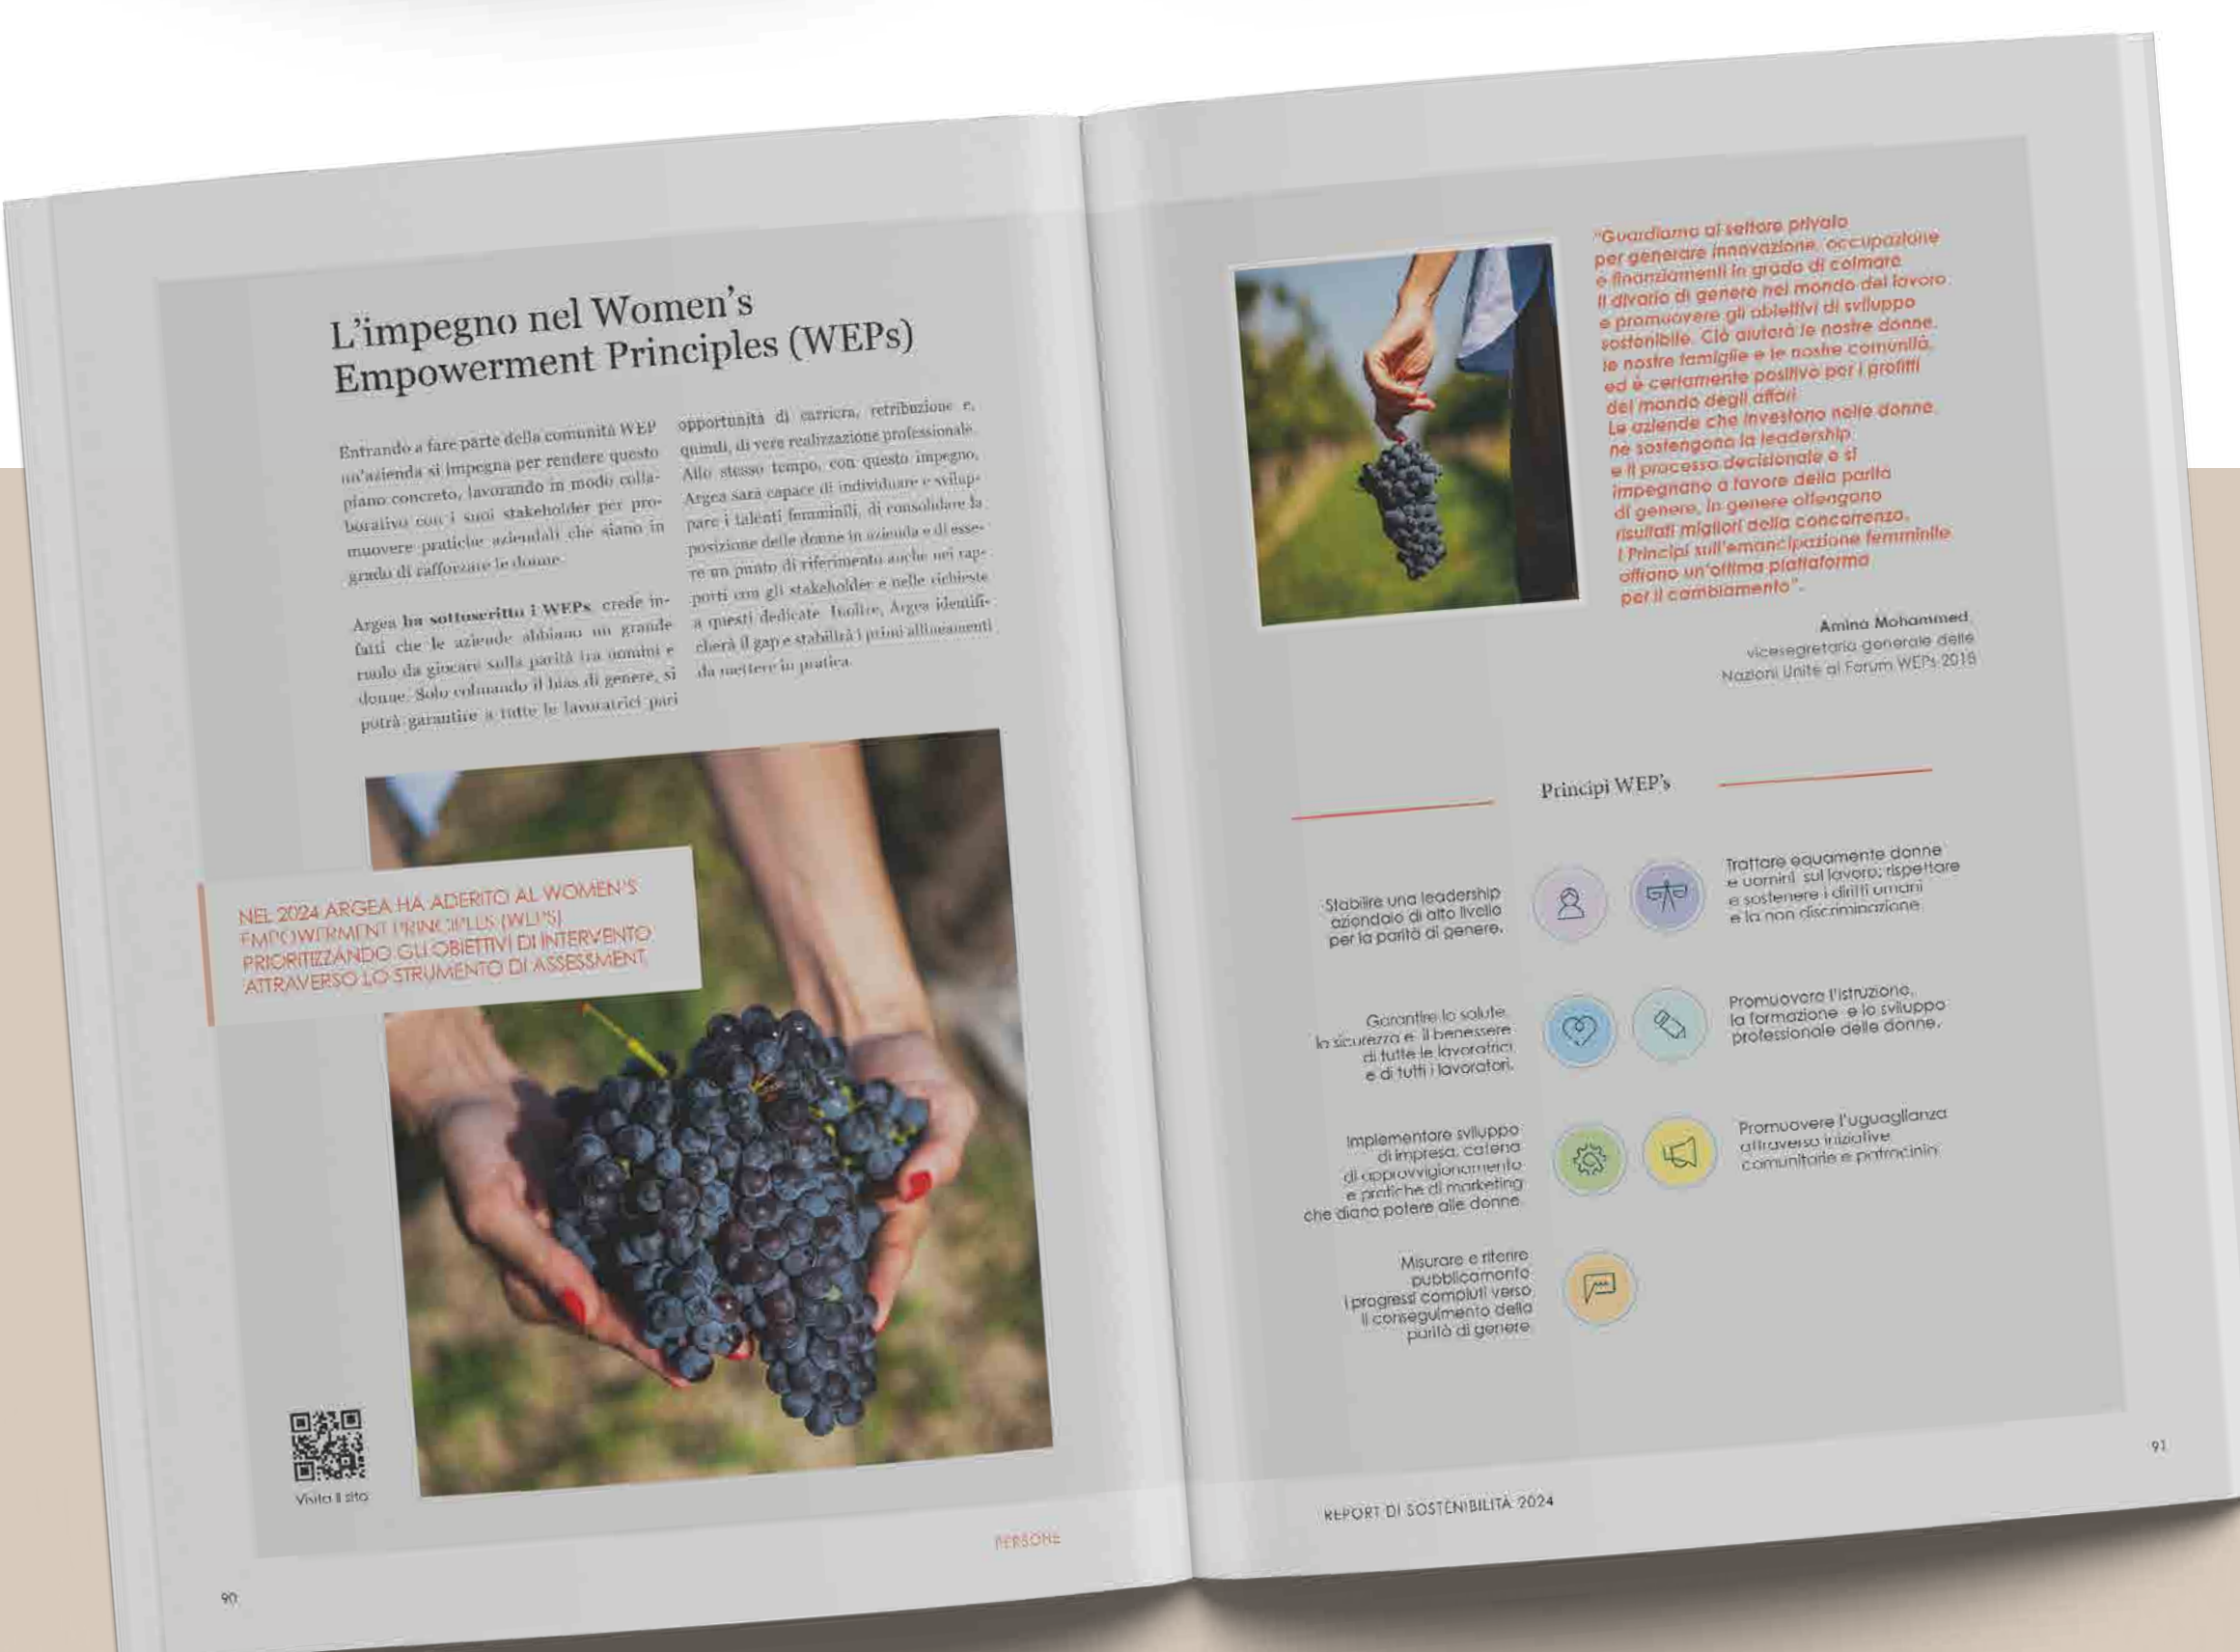 L'impegno nel Women's
Empowerment Principles (WEPs)
Entrando a fare parte della comunità WEP
un'azienda si impegna per rendere questo
piano concreto, lavorando in modo colla-
borativo con i suoi stakeholder per pro-
muovere pratiche aziendali che siano in
grado di rafforzare le donne.
Argea ha sottoscritto i WEPs, crede in-
fatti che le aziende abbiano un grande
ruolo da giocare sulla parità tra uomini e
donne. Solo colmando il bias di genere, si
potrà garantire a tutte le lavoratrici pari
opportunità di carriera, retribuzione e,
quindi, di vere realizzazione professionale.
Allo stesso tempo, con questo impegno,
Argea sarà capace di individuare e svilup-
pare i talenti femminili, di consolidare la
posizione delle donne in azienda e di esse-
re un punto di riferimento anche nei rap-
porti con gli stakeholder e nelle richieste
a questi dedicate. Inoltre, Argea identifi-
cherà il gap e stabilirà i primi allineamenti
da mettere in pratica.
NEL 2024 ARGEA HA ADERITO AL WOMEN'S
EMPOWERMENT PRINCIPLES (WEPS)
PRIORITIZZANDO GLI OBIETTIVI DI INTERVENTO
ATTRAVERSO LO STRUMENTO DI ASSESSMENT
Visita il sito
PERSONE
90
"Guardiamo al settore privato
per generare innovazione, occupazione
e finanziamenti in grado di colmare
il divario di genere nel mondo del lavoro
e promuovere gli obiettivi di sviluppo
sostenibile. Ciò aiuterà le nostre donne,
le nostre famiglie e le nostre comunità,
ed è certamente positivo per i profitti
del mondo degli affari.
Le aziende che investono nelle donne,
ne sostengono la leadership
e il processo decisionale e si
impegnano a favore della parità
di genere, in genere ottengono
risultati migliori della concorrenza.
I Principi sull'emancipazione femminile
offrono un'ottima piattaforma
per il cambiamento".
Amina Mohammed,
vicesegretaria generale delle
Nazioni Unite al Forum WEPs
Principi WEP's
Stabilire una leadership
aziendale di alto livello
per la parità di genere.
Trattare equamente donne
e uomini sul lavoro; rispettare
e sostenere i diritti umani
e la non discriminazione.
Garantire la salute,
la sicurezza e il benessere
di tutte le lavoratrici
e di tutti i lavoratori.
Promuovere l'istruzione,
la formazione e lo sviluppo
professionale delle donne.
Implementare sviluppo
di impresa, catena
di approvvigionamento
e pratiche di marketing
che diano potere alle donne.
Promuovere l'uguaglianza
attraverso iniziative
comunitarie e patrocinio.
Misurare e riferire
pubblicamente
i progressi compiuti verso
il conseguimento della
parità di genere.
REPORT DI SOSTENIBILITÀ 2024
91